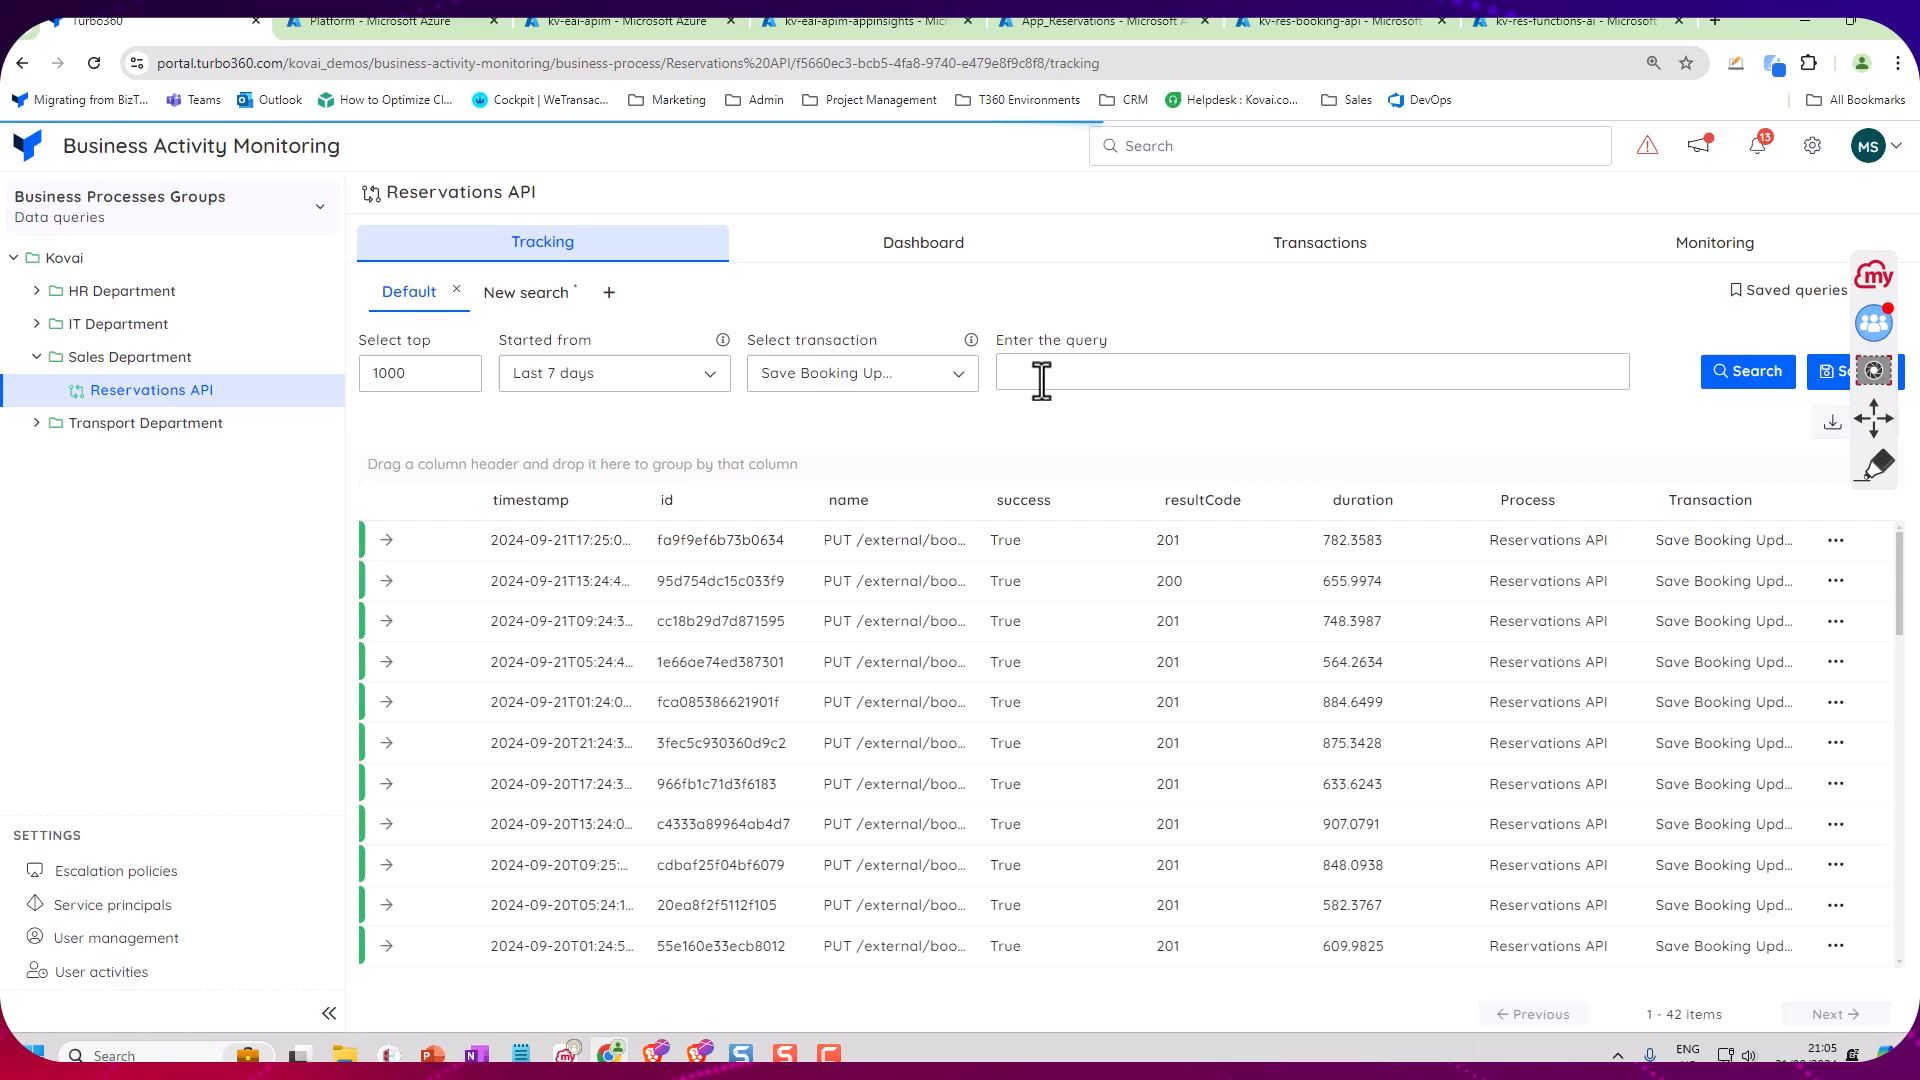 Turbo360
Platform - Microsoft Azure
kv-eai-apim - Microsoft Azure
kv-eai-apim-appinsights - Micr
App_Reservations - Microsoft A
kv-res-booking-api - Microsoft
kv-res-functions-ai - Microsoft
portal.turbo360.com/kovai_demos/business-activity-monitoring/business-process/Reservations%20API/f5660ec3-bcb5-4fa8-9740-e479e8f9c8f8/tracking
Migrating from BizT...
Teams
Outlook
How to Optimize Cl...
Cockpit | WeTransac...
Marketing
Admin
Project Management
T360 Environments
CRM
Helpdesk : Kovai.co...
Sales
DevOps
All Bookmarks
Business Activity Monitoring
Search
13
MS
Business Processes Groups
Data queries
Kovai
HR Department
IT Department
Sales Department
Reservations API
Transport Department
SETTINGS
Escalation policies
Service principals
User management
User activities
Reservations API
Tracking
Dashboard
Transactions
Monitoring
Default
New search *
Saved queries
Select top
Started from
Select transaction
Enter the query
1000
Last 7 days
Save Booking Up...
Search
my
Drag a column header and drop it here to group by that column
timestamp id name success resultCode duration Process Transaction
2024-09-21T17:25:0... fa9f9ef6b73b0634 PUT /external/boo... True 201 782.3583 Reservations API Save Booking Upd...
2024-09-21T13:24:4... 95d754dc15c033f9 PUT /external/boo... True 200 655.9974 Reservations API Save Booking Upd...
2024-09-21T09:24:3... cc18b29d7d871595 PUT /external/boo... True 201 748.3987 Reservations API Save Booking Upd...
2024-09-21T05:24:4... 1e66ae74ed387301 PUT /external/boo... True 201 564.2634 Reservations API Save Booking Upd...
2024-09-21T01:24:0... fca085386621901f PUT /external/boo... True 201 884.6499 Reservations API Save Booking Upd...
2024-09-20T21:24:3... 3fec5c930360d9c2 PUT /external/boo... True 201 875.3428 Reservations API Save Booking Upd...
2024-09-20T17:24:3... 966fb1c71d3f6183 PUT /external/boo... True 201 633.6243 Reservations API Save Booking Upd...
2024-09-20T13:24:0... c4333a89964ab4d7 PUT /external/boo... True 201 907.0791 Reservations API Save Booking Upd...
2024-09-20T09:25:... cdbaf25f04bf6079 PUT /external/boo... True 201 848.0938 Reservations API Save Booking Upd...
2024-09-20T05:24:1... 20ea8f2f5112f105 PUT /external/boo... True 201 582.3767 Reservations API Save Booking Upd...
2024-09-20T01:24:5... 55e160e33ecb8012 PUT /external/boo... True 201 609.9825 Reservations API Save Booking Upd...
Previous
1 - 42 items
Next
Search
ENG
21:05